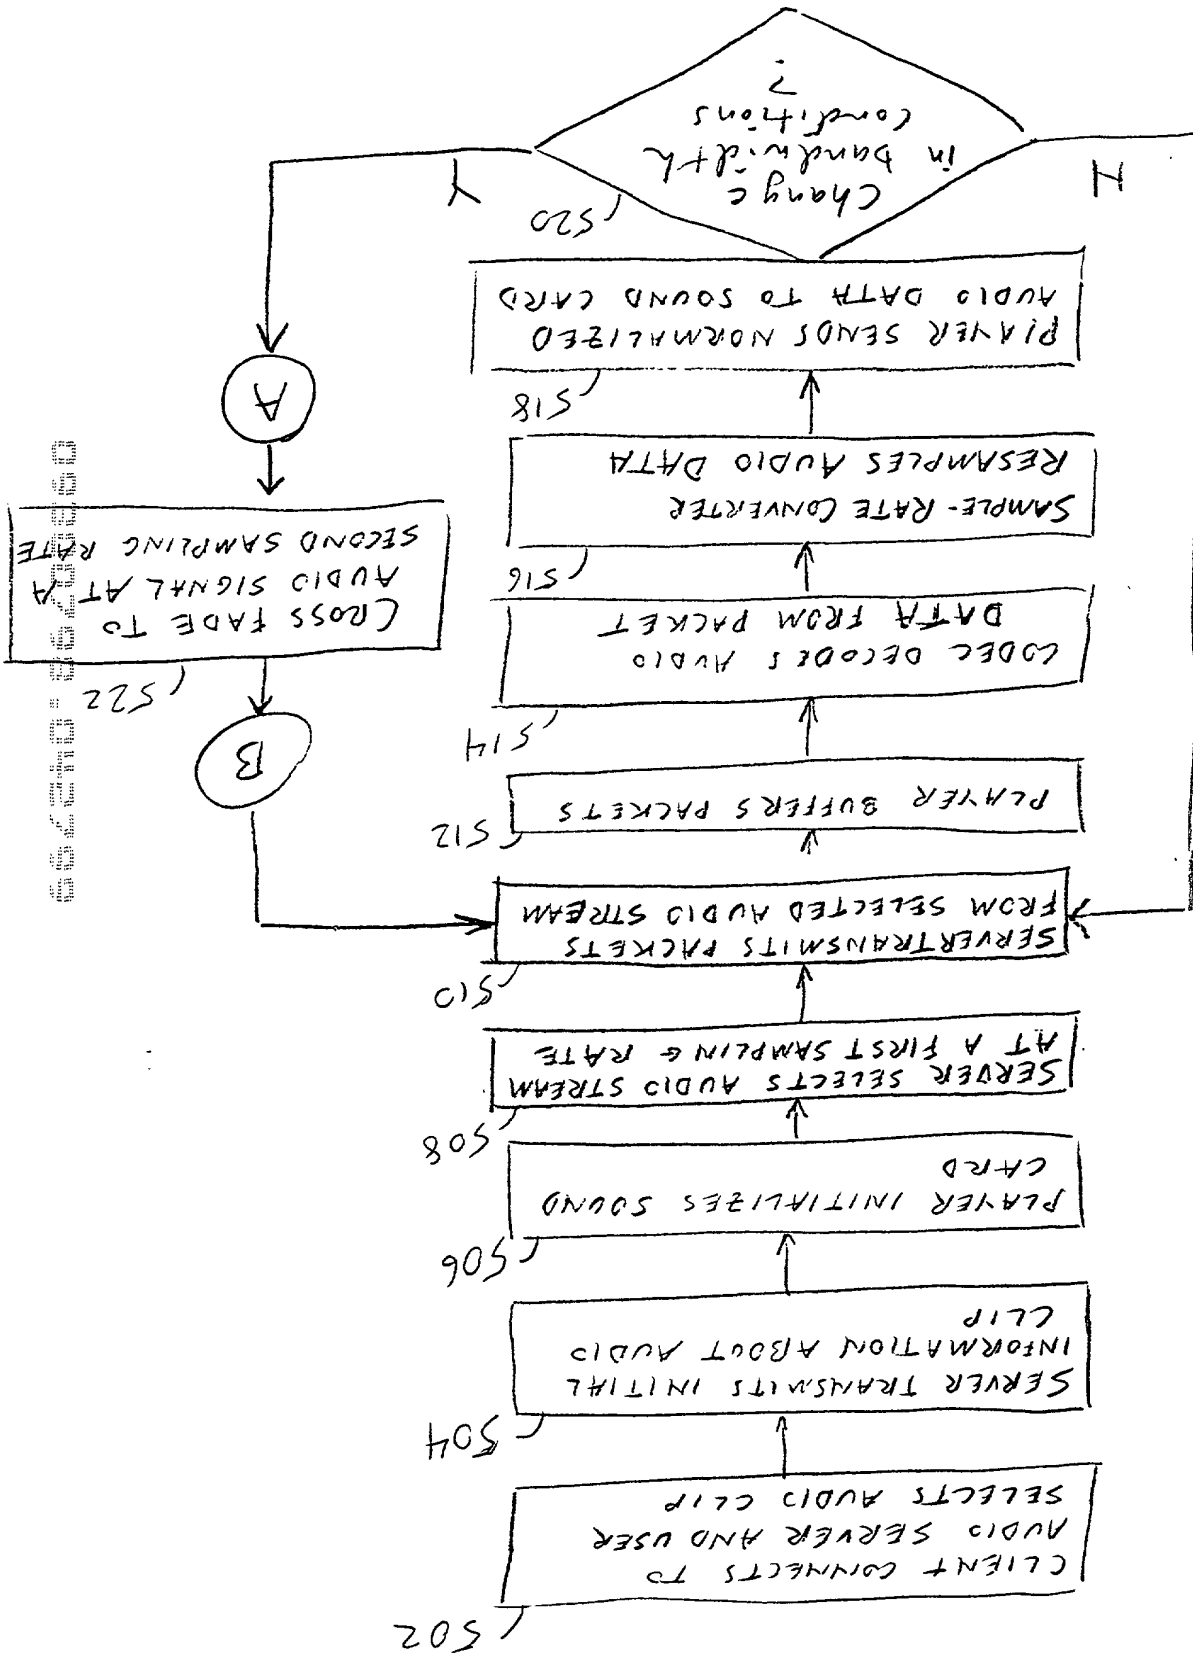 502
CLIENT CONNECTS TO
AUDIO SERVER AND USER
SELECTS AUDIO CLIP
504
SERVER TRANSMITS INITIAL
INFORMATION ABOUT AUDIO
CLIP
506
PLAYER INITIALIZES SOUND
CARD
508
SERVER SELECTS AUDIO STREAM
AT A FIRST SAMPLING RATE
510
SERVER TRANSMITS PACKETS
FROM SELECTED AUDIO STREAM
512
PLAYER BUFFERS PACKETS
514
CODEC DECODES AUDIO
DATA FROM PACKET
516
SAMPLE-RATE CONVERTER
RESAMPLES AUDIO DATA
518
PLAYER SENDS NORMALIZED
AUDIO DATA TO SOUND CARD
520
Change
in bandwidth
conditions
?
N
Y
A
522
CROSS FADE TO
AUDIO SIGNAL AT A
SECOND SAMPLING RATE
B